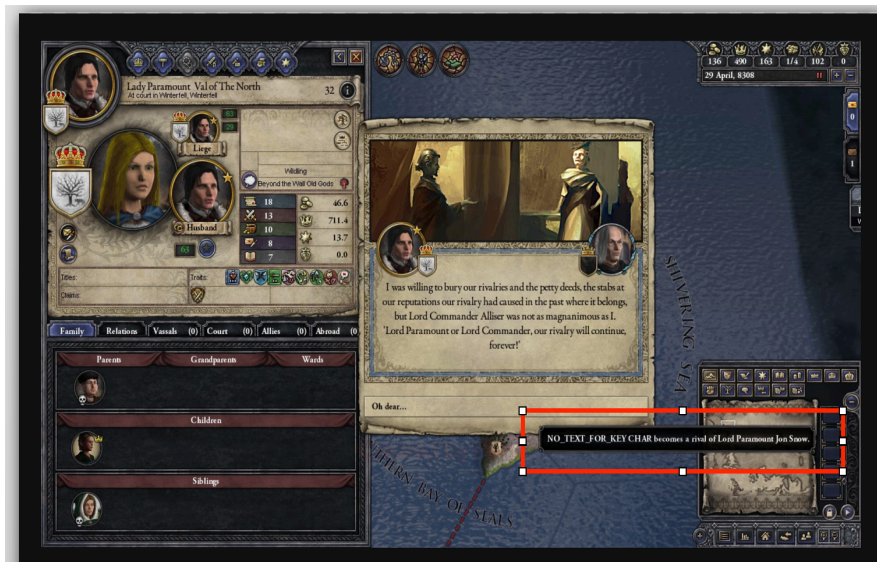 Lady Paramount Val of The North
At court in Winterfell, Winterfell
32
Liege
Husband
63
Wildling
Beyond the Wall Old Gods
18
13
10
8
7
46.6
711.4
13.7
0.0
Titles:
Traits:
Claims:
Family
Relations
Vassals (0)
Court (0)
Allies (0)
Abroad (0
Parents
Grandparents
Wards
Children
Siblings
136 490 163 1/4 102 0
29 April, 8308
0
1
I was willing to bury our rivalries and the petty deeds, the stabs at
our reputations our rivalry had caused in the past where it belongs,
but Lord Commander Alliser was not as magnanimous as I.
'Lord Paramount or Lord Commander, our rivalry will continue,
forever!'
Oh dear...
NO_TEXT_FOR_KEY CHAR becomes a rival of Lord Paramount Jon Snow.
SHIVERING SEA
THERN BAY OF SEALS